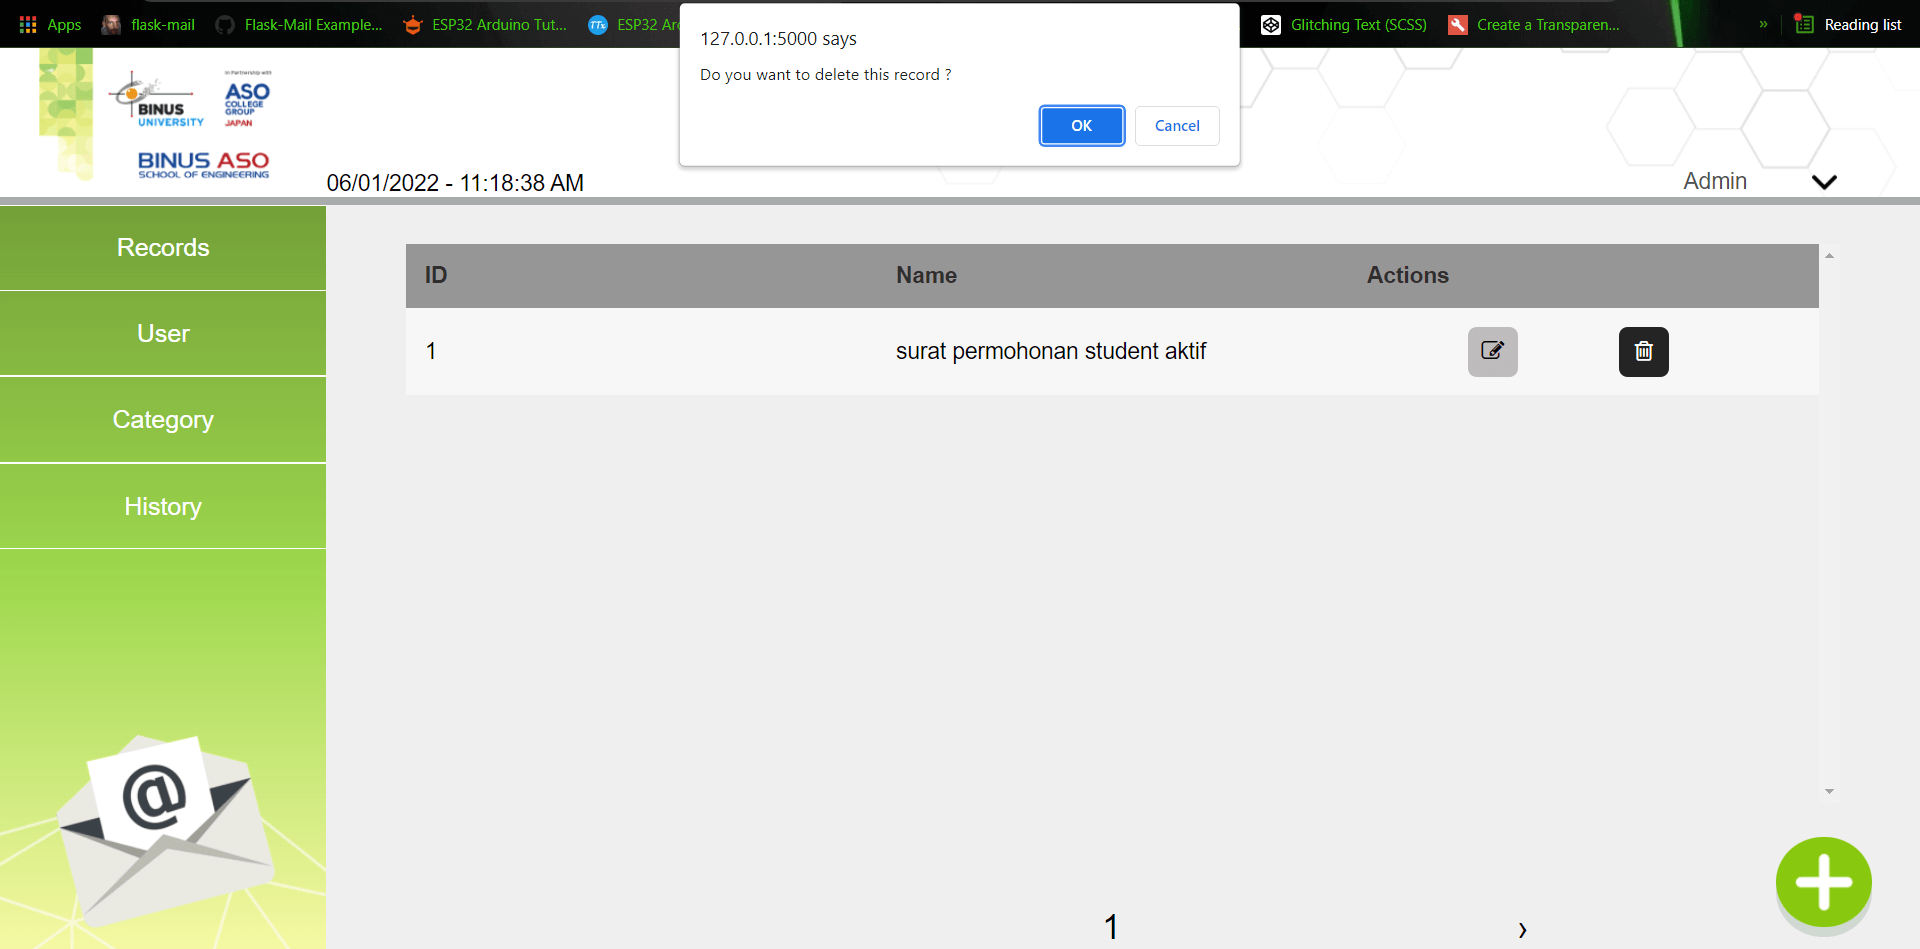 Apps
flask-mail
Flask-Mail Example...
ESP32 Arduino Tut...
TTx
ESP32 Ar
Glitching Text (SCSS)
Create a Transparen...
»
Reading list
127.0.0.1:5000 says
Do you want to delete this record ?
OK
Cancel
BINUS
UNIVERSITY
In Partnership with
ASO
COLLEGE
GROUP
JAPAN
BINUS ASO
SCHOOL OF ENGINEERING
06/01/2022 - 11:18:38 AM
Admin
Records
User
Category
History
ID
Name
Actions
1
surat permohonan student aktif
@
1
›